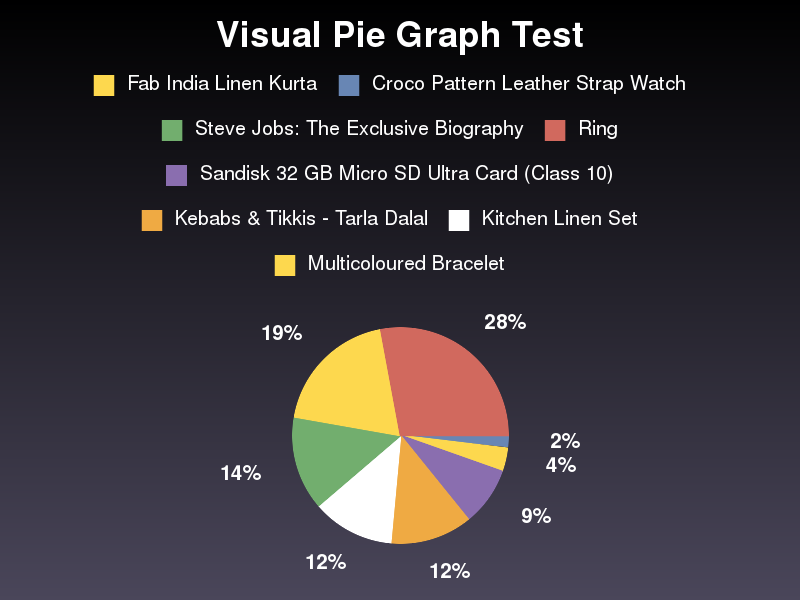 Visual Pie Graph Test
Fab India Linen Kurta Croco Pattern Leather Strap Watch
Steve Jobs: The Exclusive Biography Ring
Sandisk 32 GB Micro SD Ultra Card (Class 10)
Kebabs & Tikkis - Tarla Dalal Kitchen Linen Set
Multicoloured Bracelet
28%
19%
2%
4%
14%
9%
12%
12%